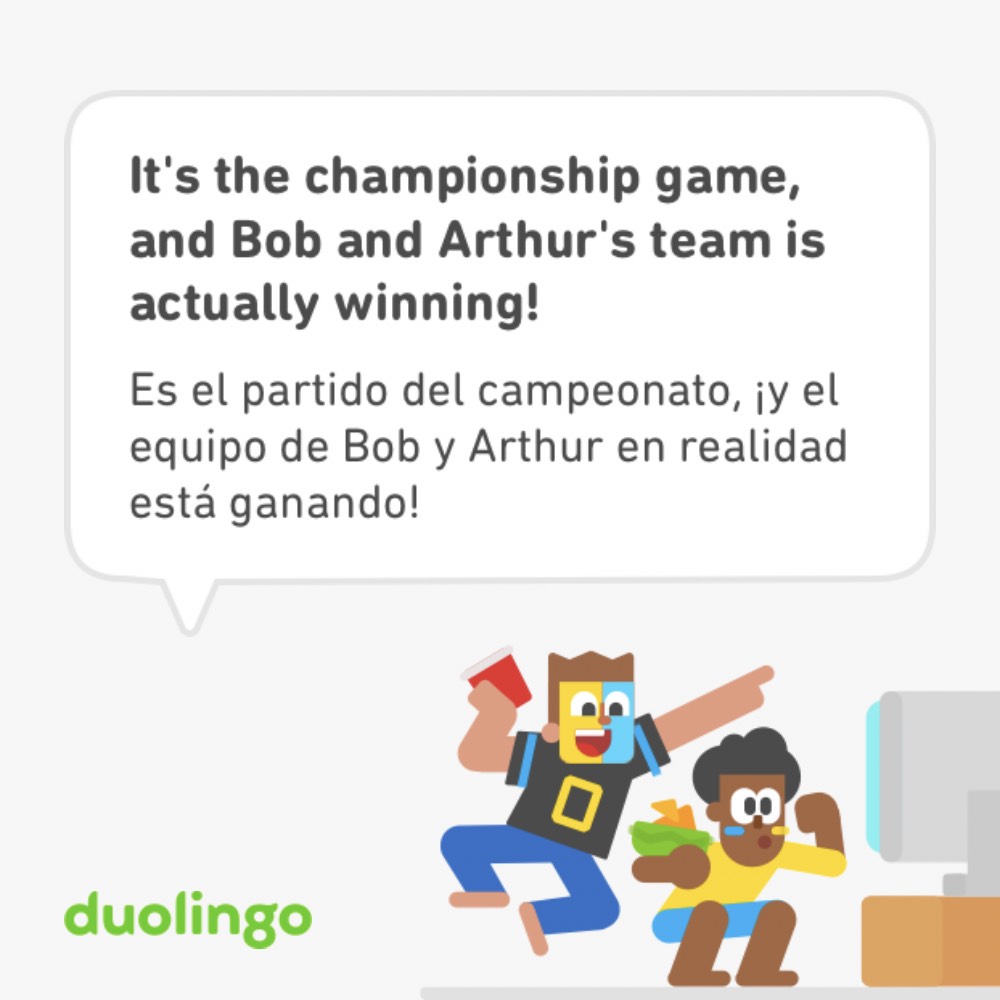 It's the championship game,
and Bob and Arthur's team is
actually winning!
Es el partido del campeonato, ¡y el
equipo de Bob y Arthur en realidad
está ganando!
duolingo